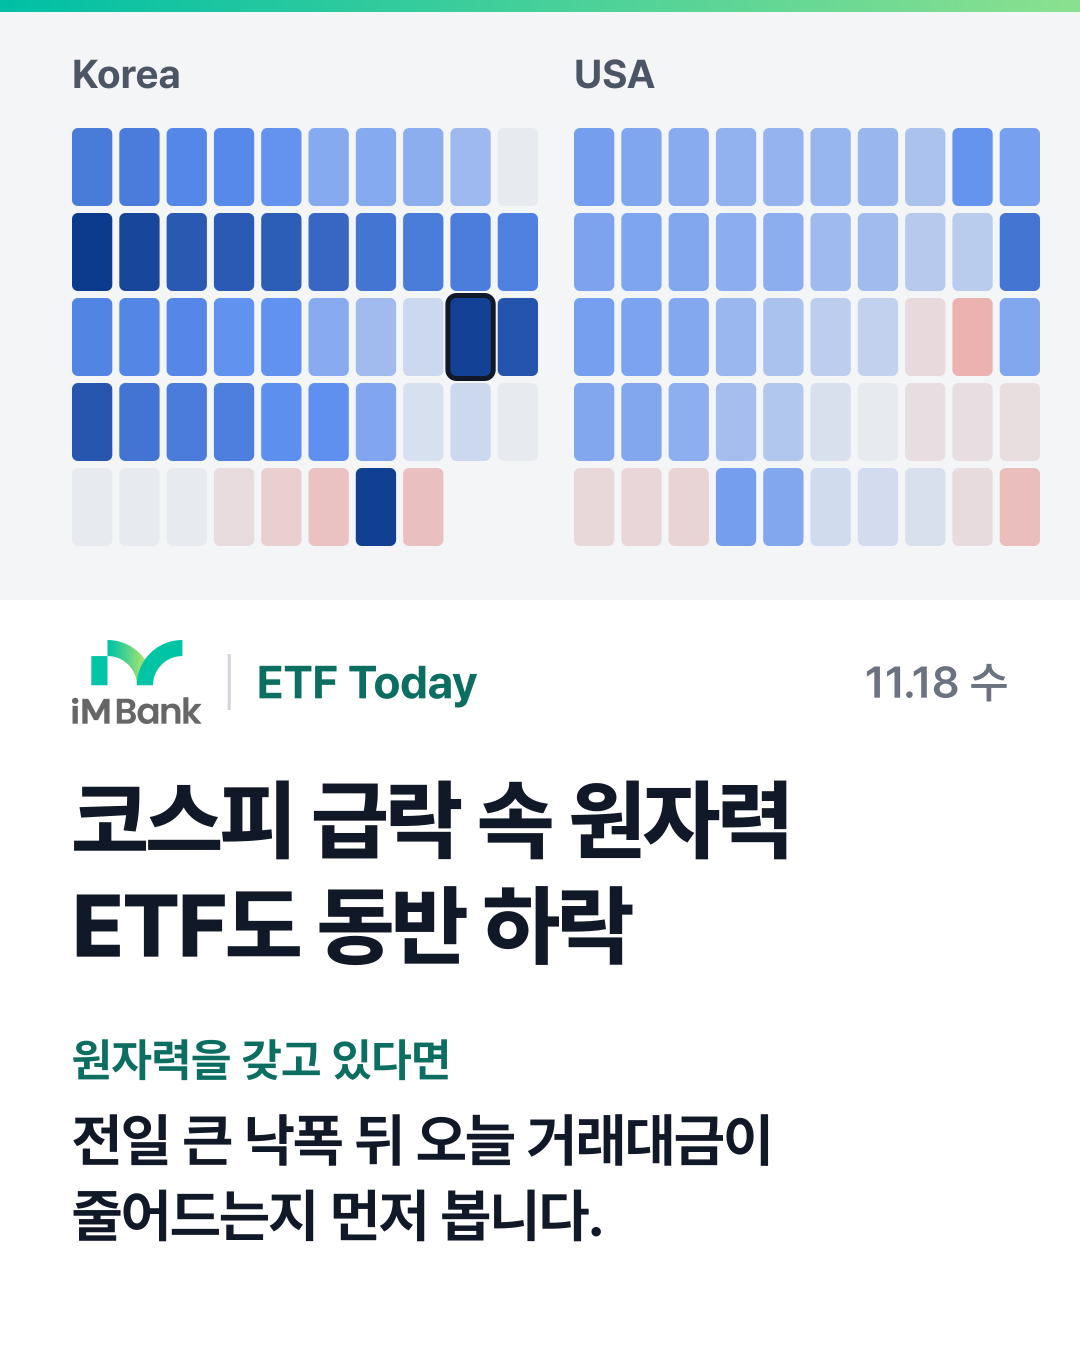 Korea
USA
iM Bank
ETF Today
11.18 수
코스피 급락 속 원자력
ETF도 동반 하락
원자력을 갖고 있다면
전일 큰 낙폭 뒤 오늘 거래대금이
줄어드는지 먼저 봅니다.